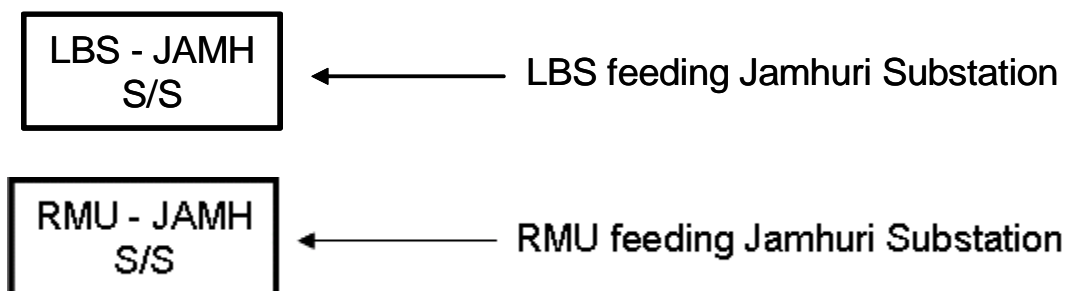 LBS - JAMH
S/S
LBS feeding Jamhuri Substation
RMU - JAMH
S/S
RMU feeding Jamhuri Substation